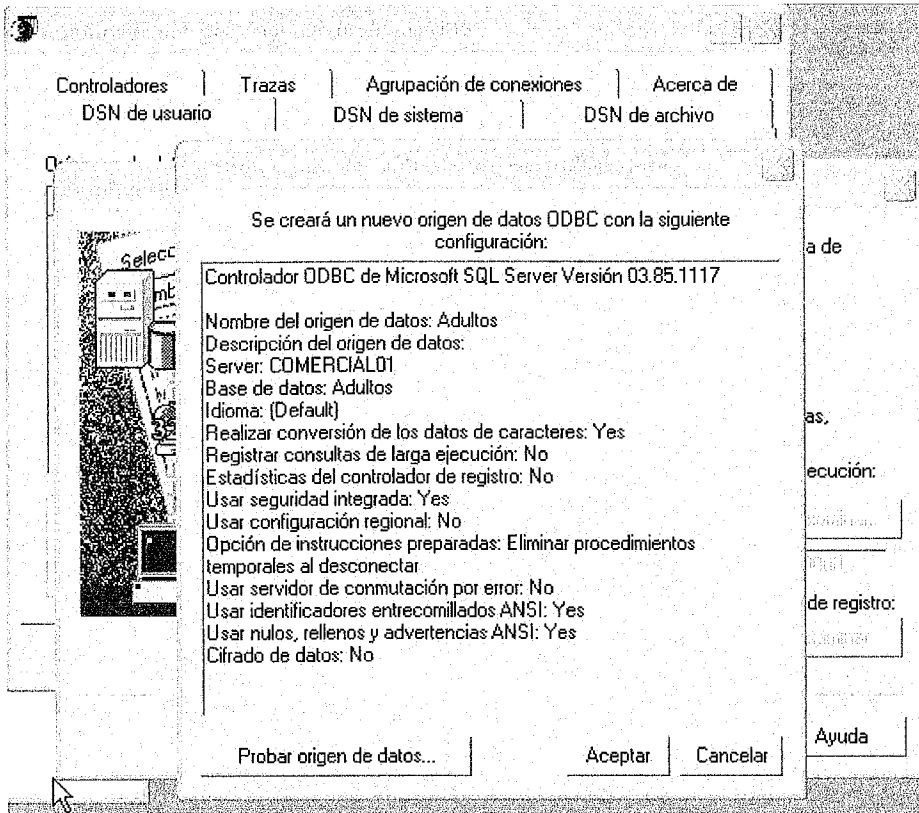 Controladores
Trazas
Agrupación de conexiones
Acerca de
DSN de usuario
DSN de sistema
DSN de archivo
Selecc
Se creará un nuevo origen de datos ODBC con la siguiente
configuración:
Controlador ODBC de Microsoft SQL Server Versión 03.85.1117
Nombre del origen de datos: Adultos
Descripción del origen de datos:
Server: COMERCIAL01
Base de datos: Adultos
Idioma: (Default)
Realizar conversión de los datos de caracteres: Yes
Registrar consultas de larga ejecución: No
Estadísticas del controlador de registro: No
Usar seguridad integrada: Yes
Usar configuración regional: No
Opción de instrucciones preparadas: Eliminar procedimientos
temporales al desconectar
Usar servidor de conmutación por error: No
Usar identificadores entrecomillados ANSI: Yes
Usar nulos, rellenos y advertencias ANSI: Yes
Cifrado de datos: No
a de
as,
ecución:
de registro:
Probar origen de datos...
Aceptar
Cancelar
Ayuda